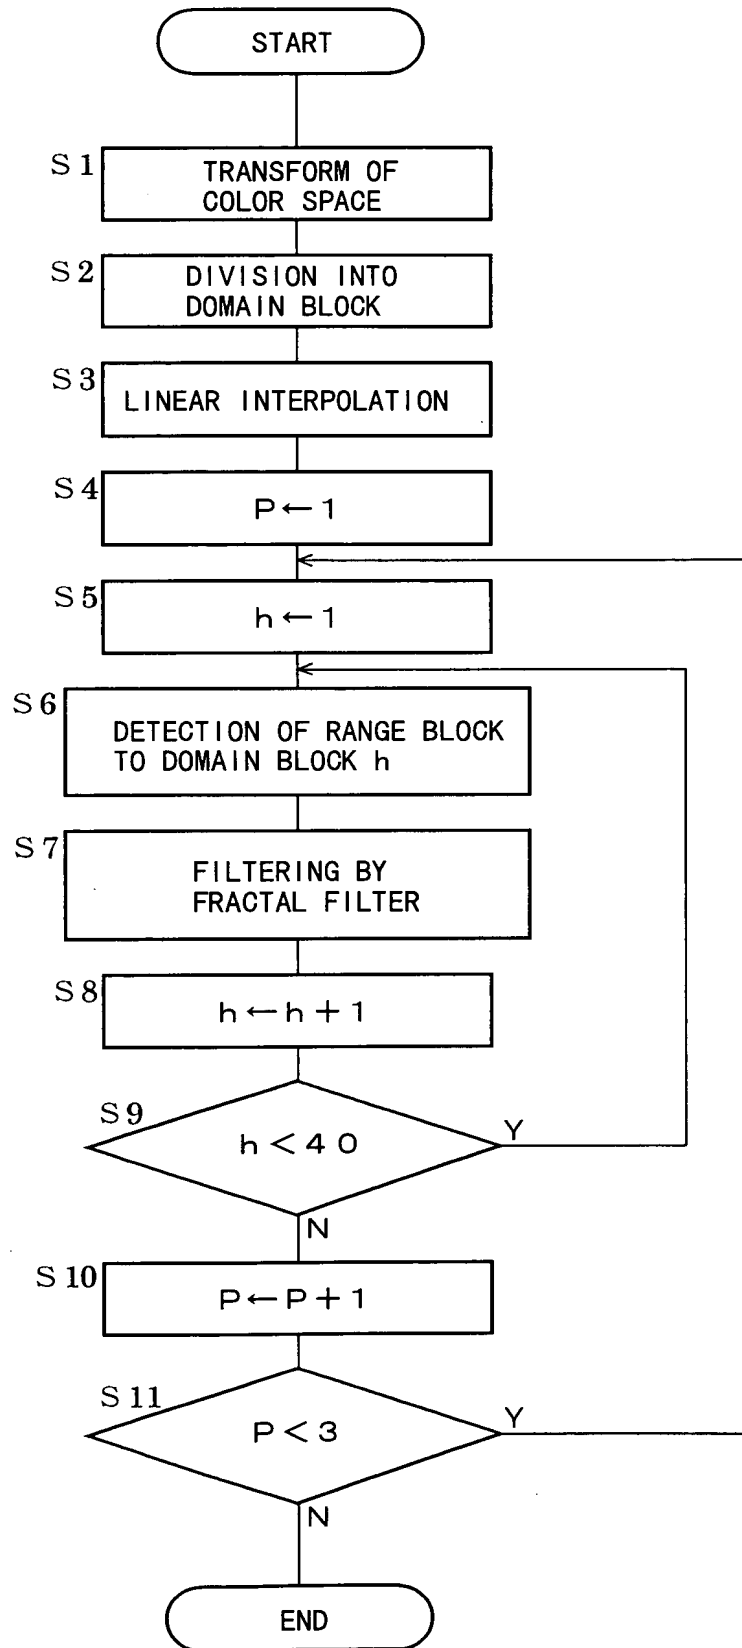 START
S1
TRANSFORM OF
COLOR SPACE
S2
DIVISION INTO
DOMAIN BLOCK
S3
LINEAR INTERPOLATION
S4
P←1
S5
h←1
S6
DETECTION OF RANGE BLOCK
TO DOMAIN BLOCK h
S7
FILTERING BY
FRACTAL FILTER
S8
h←h+1
S9
h<40
Y
N
S10
P←P+1
S11
P<3
Y
N
END